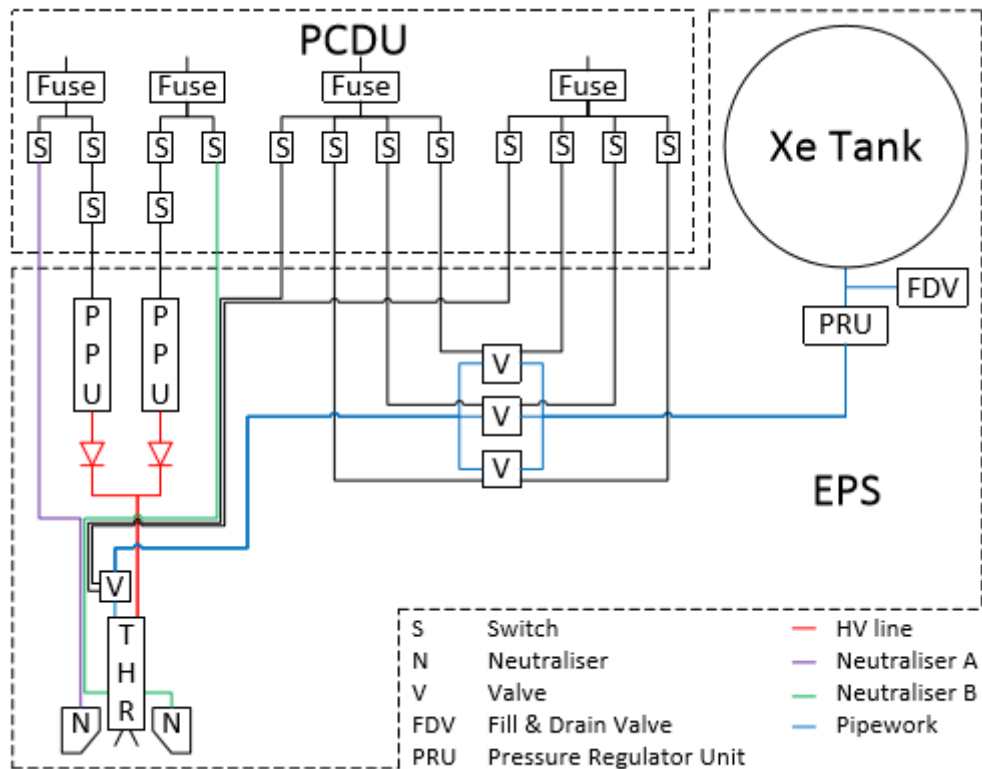 PCDU
Fuse Fuse Fuse Fuse
S S S S S S S S S S S S
S S
Xe Tank
FDV
PRU
P P U
P P U
V
V
V
EPS
V
T H R
N N
S Switch
N Neutraliser
V Valve
FDV Fill & Drain Valve
PRU Pressure Regulator Unit
HV line
Neutraliser A
Neutraliser B
Pipework